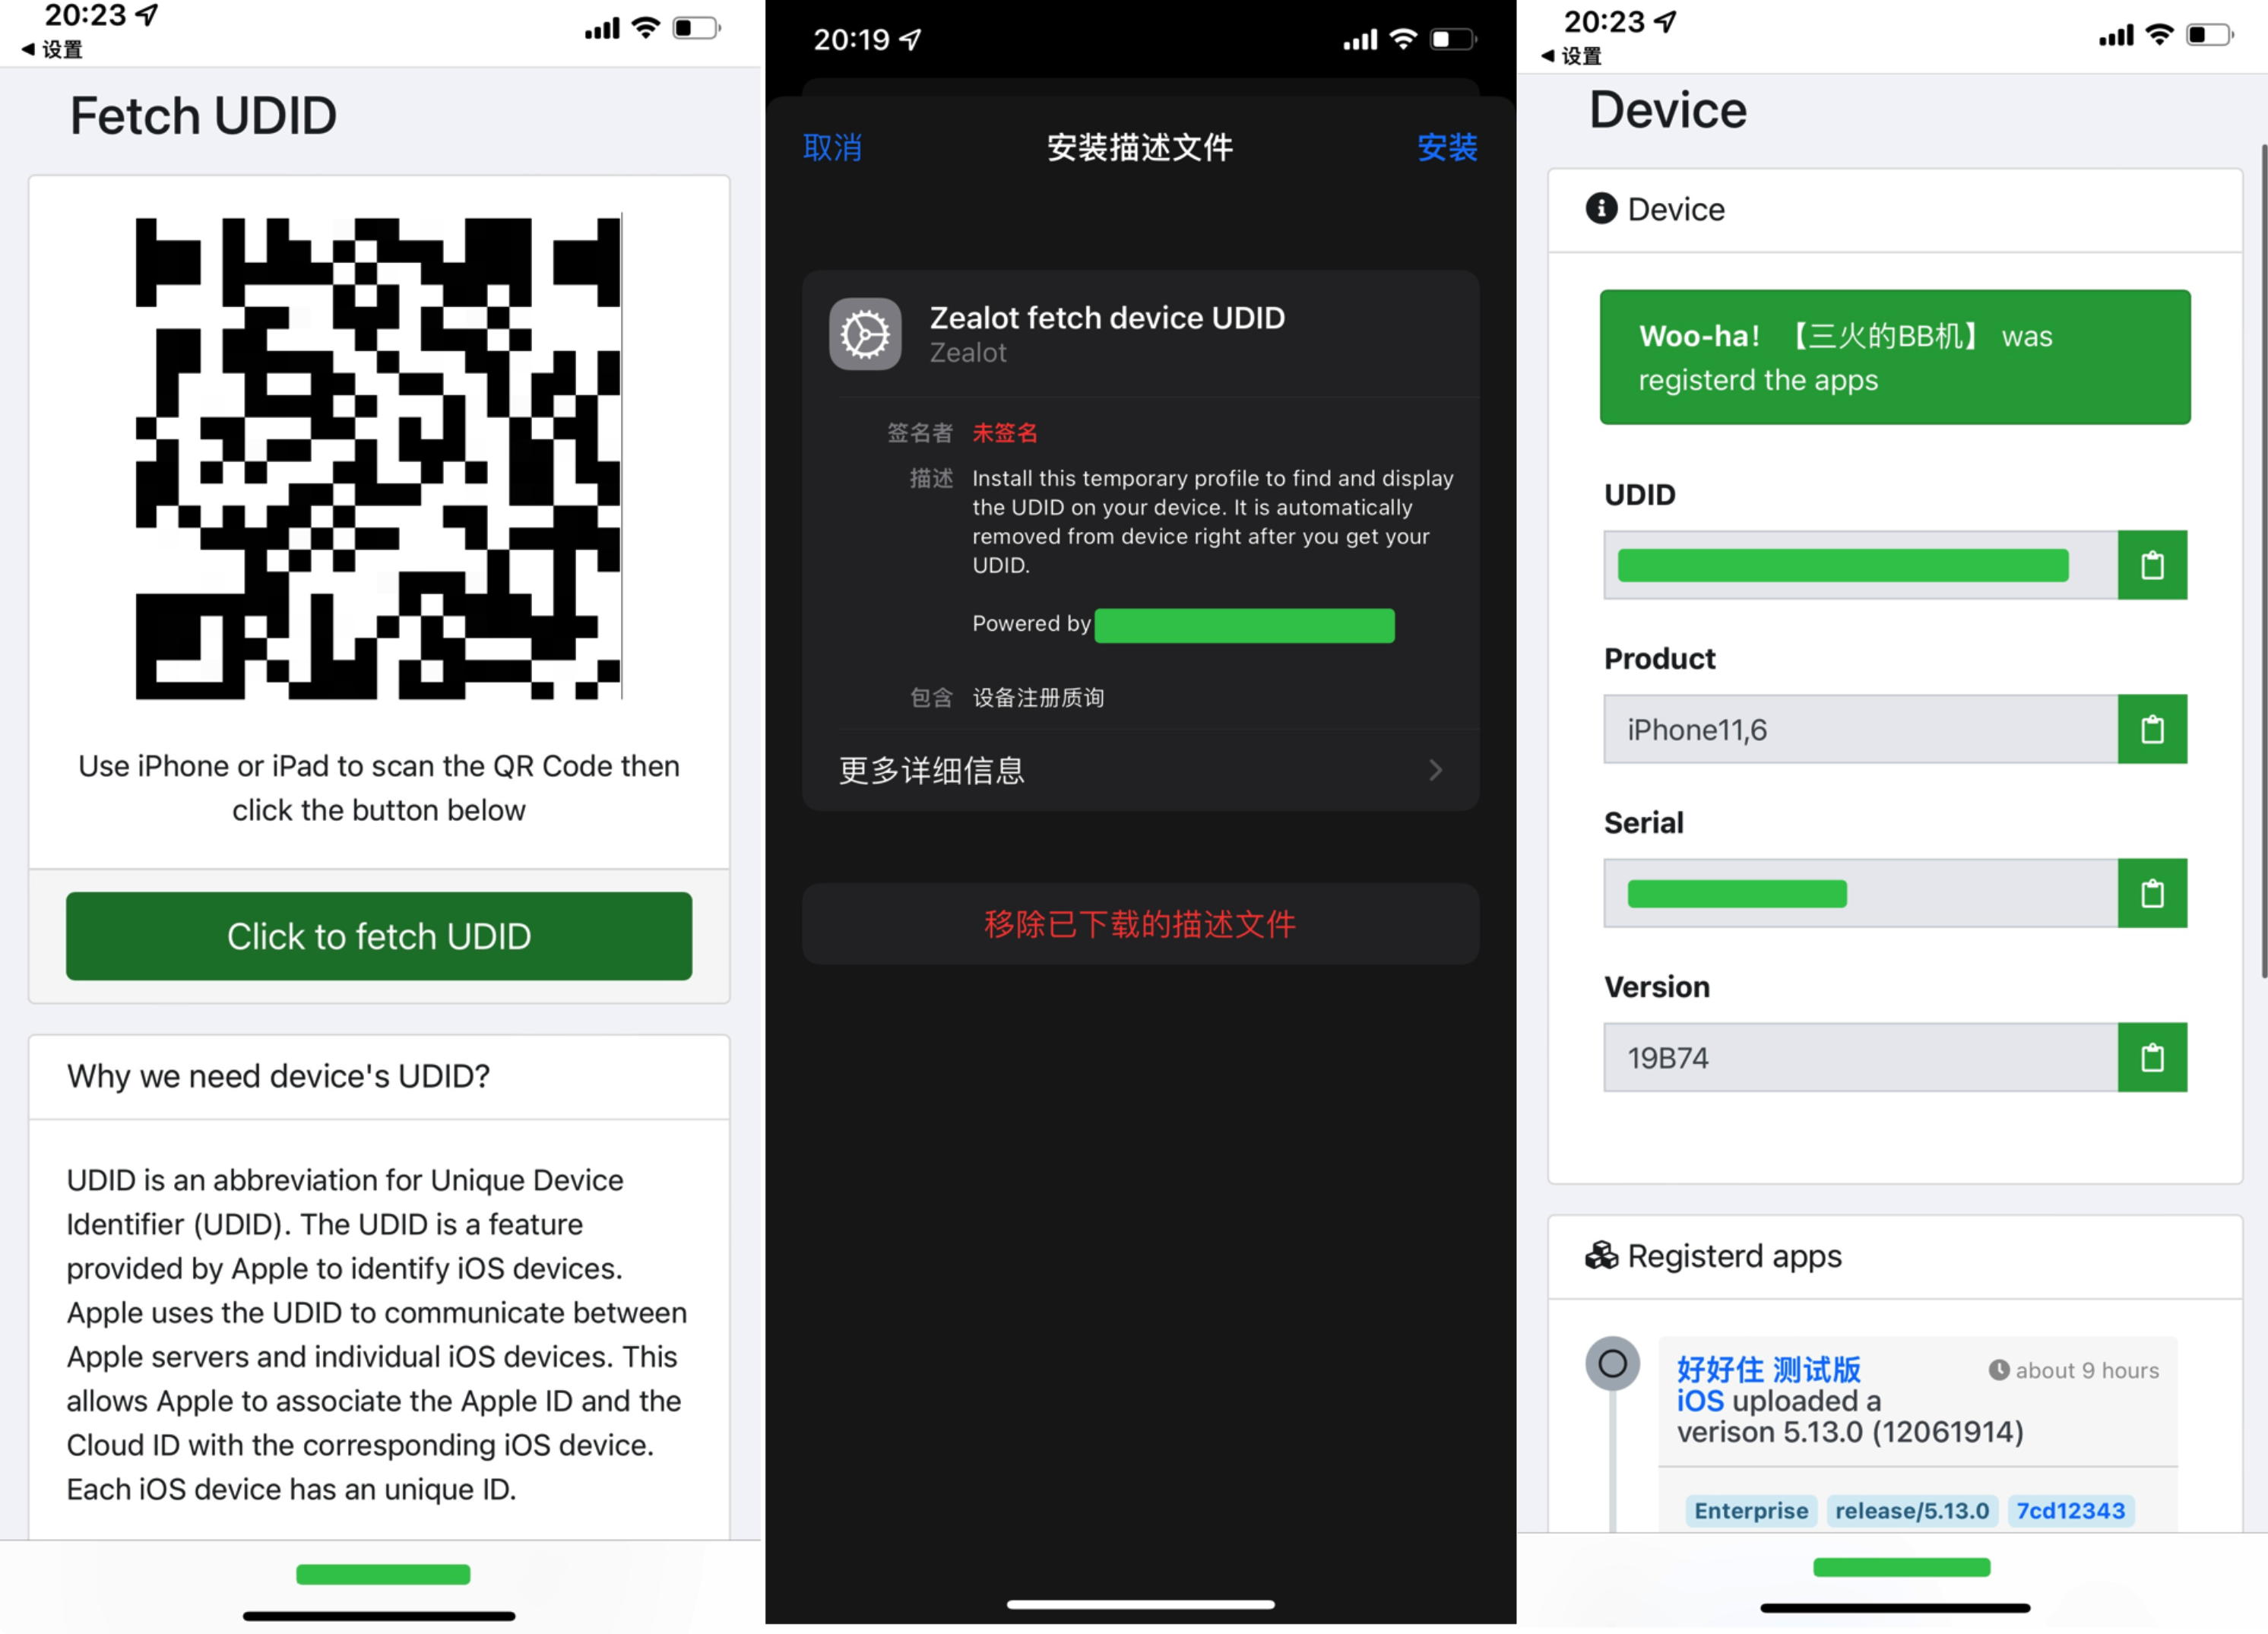 20:23
◀ 设置
Fetch UDID
Use iPhone or iPad to scan the QR Code then
click the button below
Click to fetch UDID
Why we need device's UDID?
UDID is an abbreviation for Unique Device
Identifier (UDID). The UDID is a feature
provided by Apple to identify iOS devices.
Apple uses the UDID to communicate between
Apple servers and individual iOS devices. This
allows Apple to associate the Apple ID and the
Cloud ID with the corresponding iOS device.
Each iOS device has an unique ID.
20:19
取消 安装描述文件 安装
Zealot fetch device UDID
Zealot
签名者 未签名
描述 Install this temporary profile to find and display
the UDID on your device. It is automatically
removed from device right after you get your
UDID.
Powered by
包含 设备注册质询
更多详细信息
移除已下载的描述文件
20:23
◀ 设置
Device
Device
Woo-ha! 【三火的BB机】 was
registerd the apps
UDID
Product
iPhone11,6
Serial
Version
19B74
Registerd apps
好好住 测试版 about 9 hours
iOS uploaded a
verison 5.13.0 (12061914)
Enterprise release/5.13.0 7cd12343